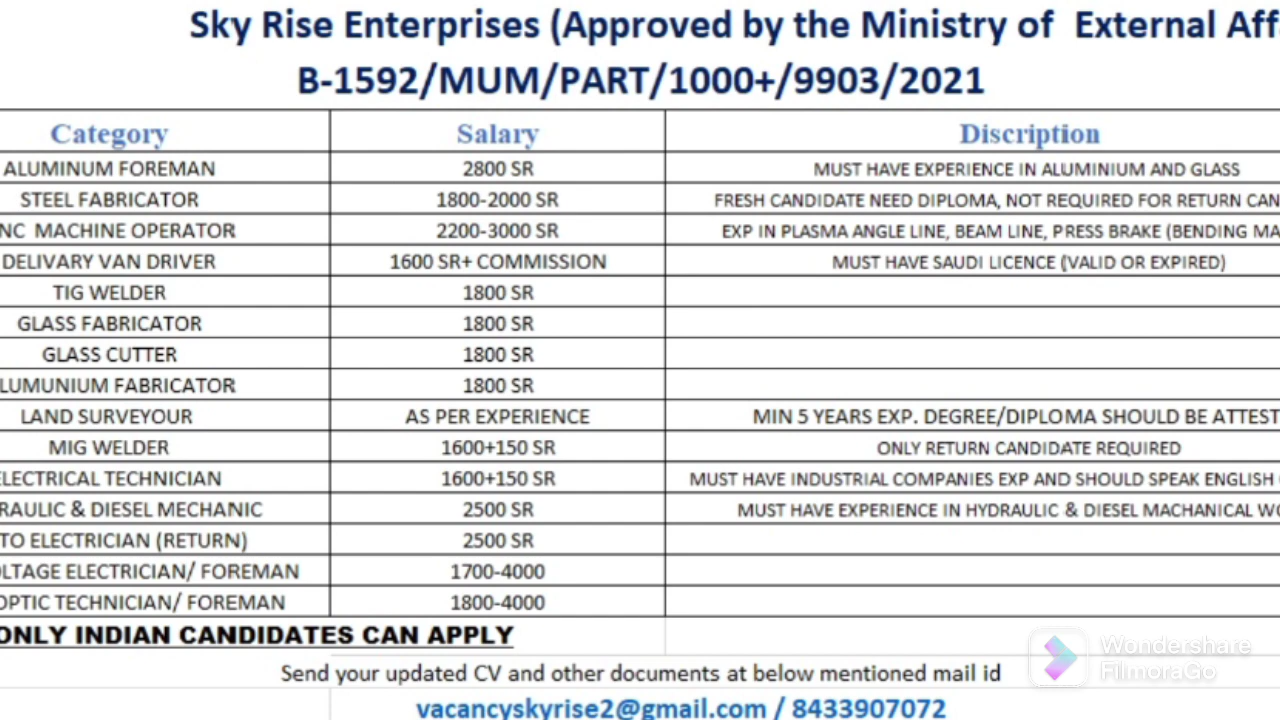 Sky Rise Enterprises (Approved by the Ministry of External Aff
B-1592/MUM/PART/1000+/9903/2021
Category Salary Discription
ALUMINUM FOREMAN 2800 SR MUST HAVE EXPERIENCE IN ALUMINIUM AND GLASS
STEEL FABRICATOR 1800-2000 SR FRESH CANDIDATE NEED DIPLOMA, NOT REQUIRED FOR RETURN CAN
NC MACHINE OPERATOR 2200-3000 SR EXP IN PLASMA ANGLE LINE, BEAM LINE, PRESS BRAKE (BENDING MA
DELIVARY VAN DRIVER 1600 SR+ COMMISSION MUST HAVE SAUDI LICENCE (VALID OR EXPIRED)
TIG WELDER 1800 SR
GLASS FABRICATOR 1800 SR
GLASS CUTTER 1800 SR
LUMUNIUM FABRICATOR 1800 SR
LAND SURVEYOUR AS PER EXPERIENCE MIN 5 YEARS EXP. DEGREE/DIPLOMA SHOULD BE ATTEST
MIG WELDER 1600+150 SR ONLY RETURN CANDIDATE REQUIRED
ELECTRICAL TECHNICIAN 1600+150 SR MUST HAVE INDUSTRIAL COMPANIES EXP AND SHOULD SPEAK ENGLISH
RAULIC & DIESEL MECHANIC 2500 SR MUST HAVE EXPERIENCE IN HYDRAULIC & DIESEL MACHANICAL WO
TO ELECTRICIAN (RETURN) 2500 SR
OLTAGE ELECTRICIAN/ FOREMAN 1700-4000
OPTIC TECHNICIAN/ FOREMAN 1800-4000
ONLY INDIAN CANDIDATES CAN APPLY
Send your updated CV and other documents at below mentioned mail id
vacancyskyrise2@gmail.com / 8433907072
Wondershare
FilmoraGo